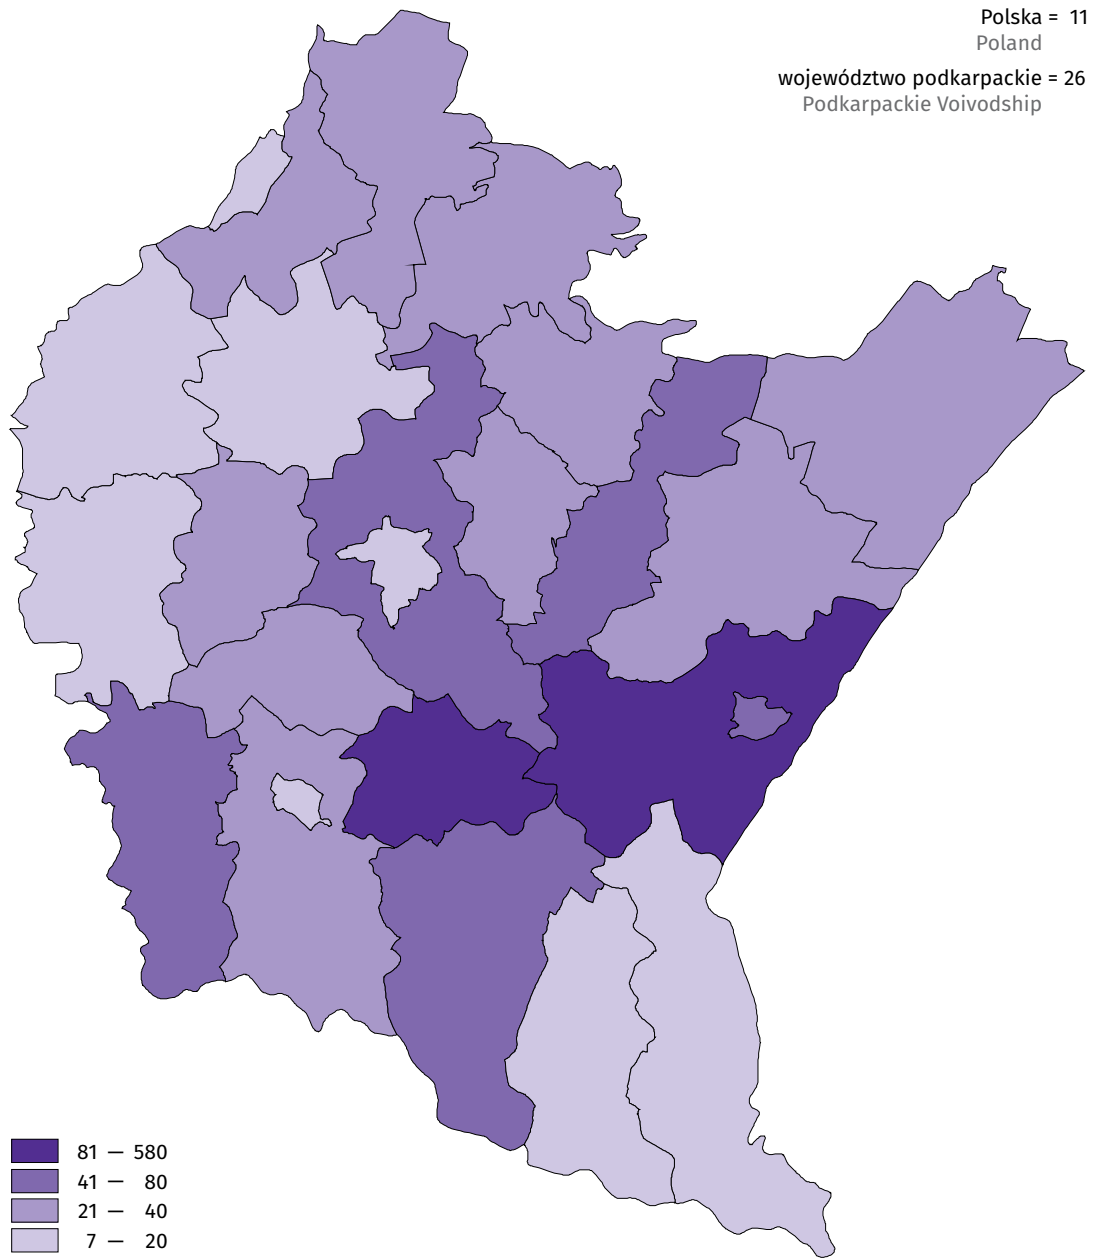 Polska = 11
Poland
województwo podkarpackie = 26
Podkarpackie Voivodship
81 — 580
41 — 80
21 — 40
7 — 20